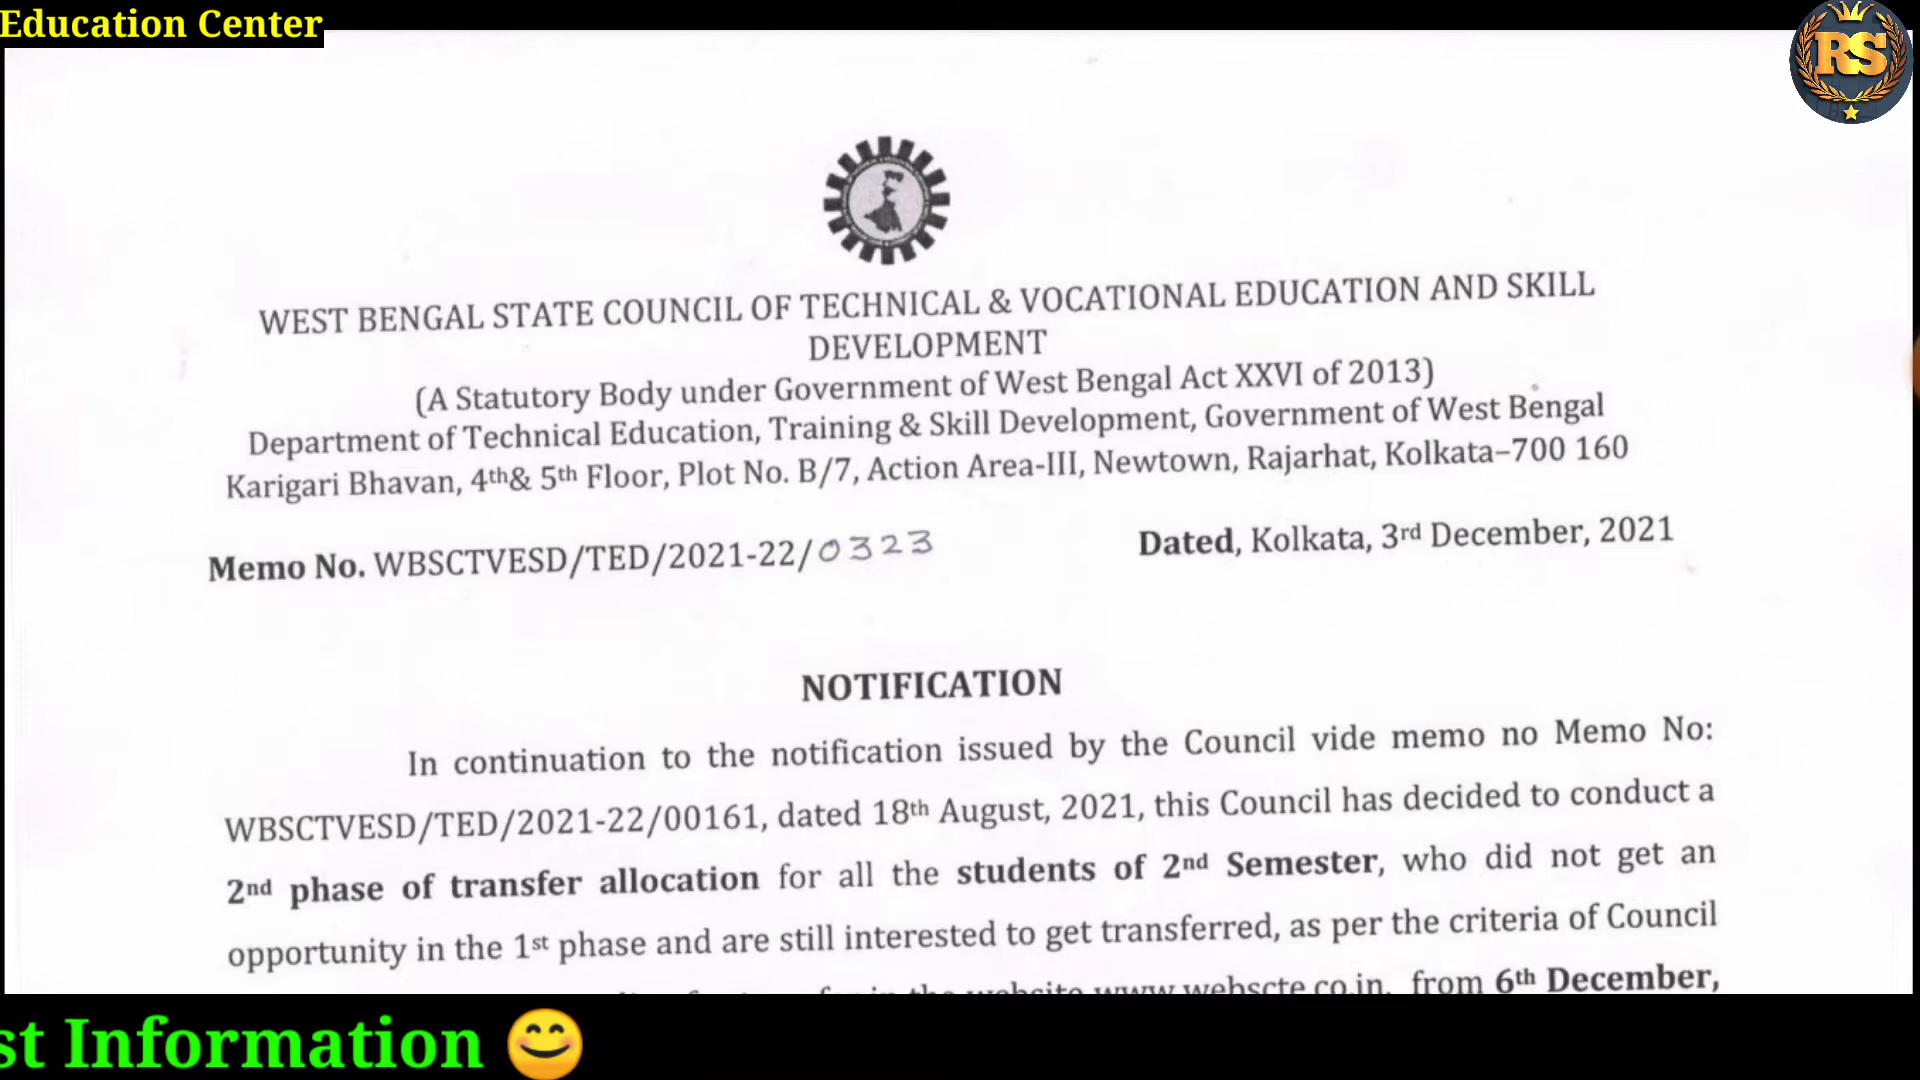 Education Center
RS
WEST BENGAL STATE COUNCIL OF TECHNICAL & VOCATIONAL EDUCATION AND SKILL
DEVELOPMENT
(A Statutory Body under Government of West Bengal Act XXVI of 2013)
Department of Technical Education, Training & Skill Development, Government of West Bengal
Karigari Bhavan, 4th& 5th Floor, Plot No. B/7, Action Area-III, Newtown, Rajarhat, Kolkata–700 160
Memo No. WBSCTVESD/TED/2021-22/0323 Dated, Kolkata, 3rd December, 2021
NOTIFICATION
In continuation to the notification issued by the Council vide memo no Memo No:
WBSCTVESD/TED/2021-22/00161, dated 18th August, 2021, this Council has decided to conduct a
2nd phase of transfer allocation for all the students of 2nd Semester, who did not get an
opportunity in the 1st phase and are still interested to get transferred, as per the criteria of Council
in the website www.webscte.co.in. from 6th December,
st Information 😊